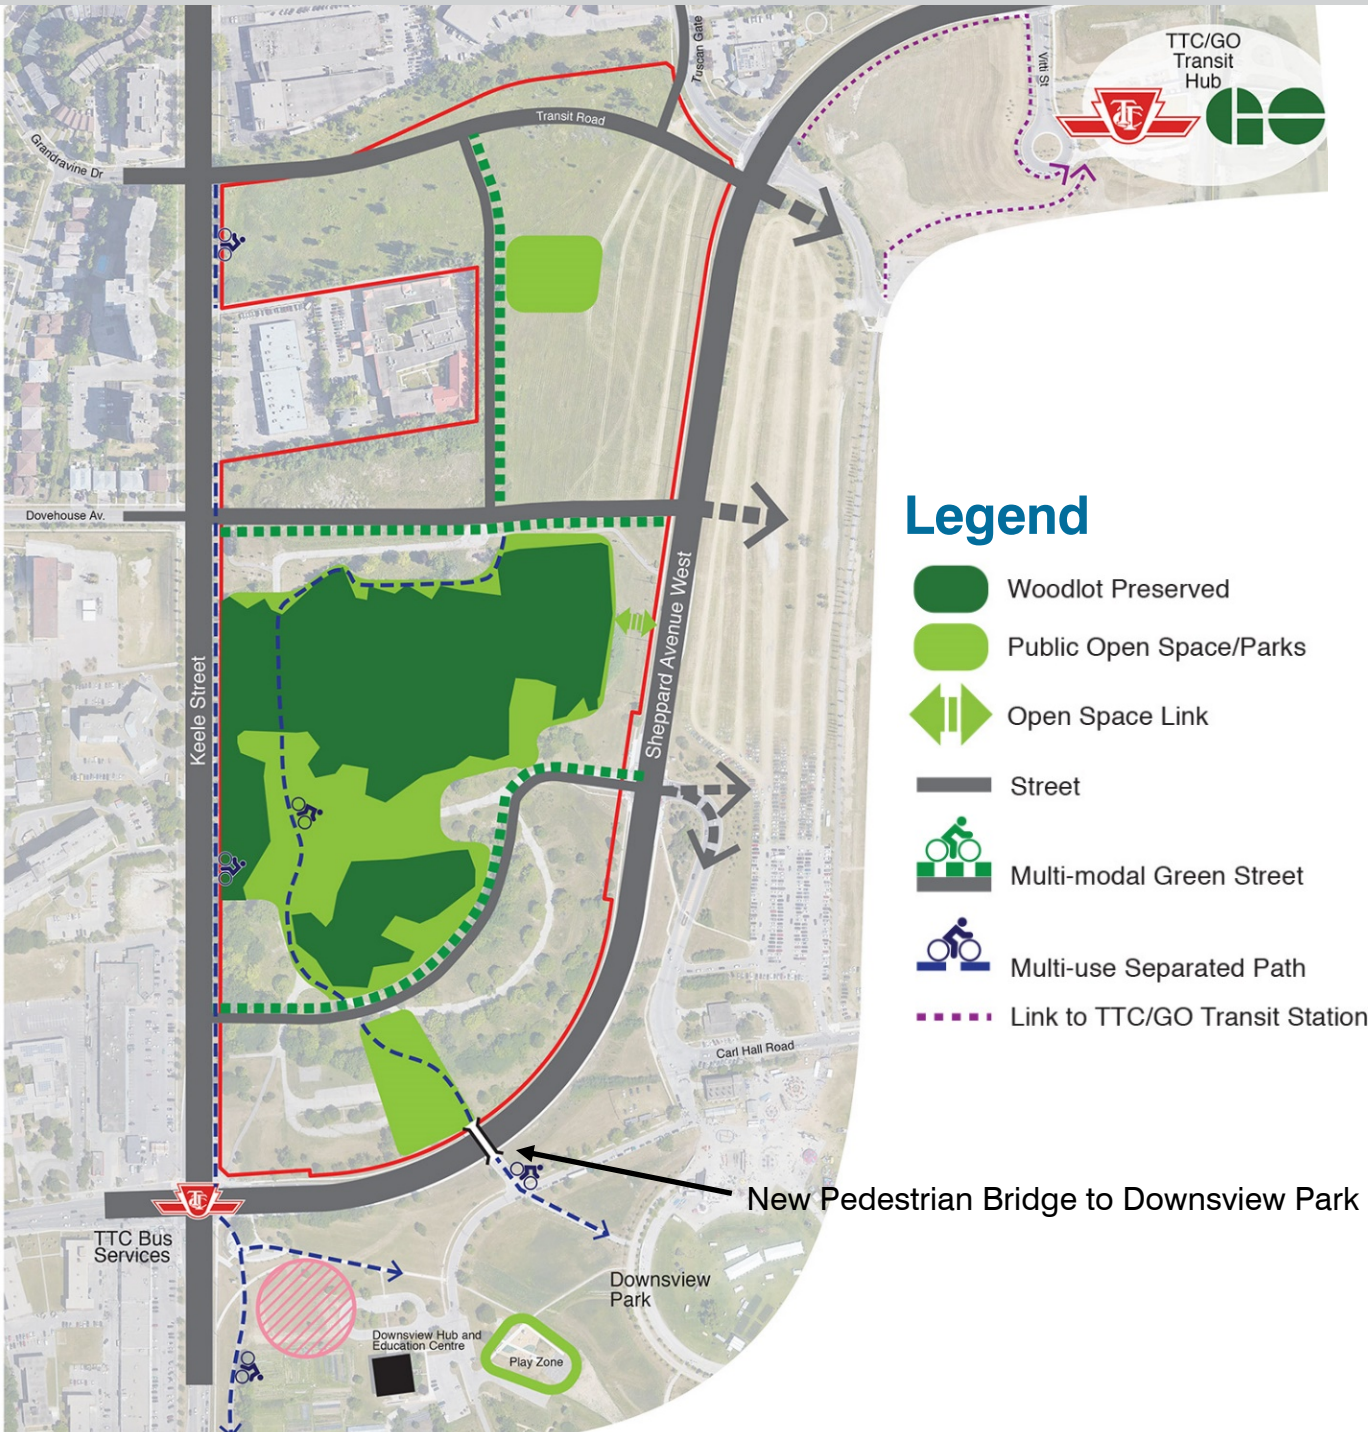 Tuscan Gate
TTC/GO
Transit
Hub
Vitti St
TTC
GO
Transit Road
Grandravine Dr
Dovehouse Av.
Legend
Woodlot Preserved
Public Open Space/Parks
Open Space Link
Street
Multi-modal Green Street
Multi-use Separated Path
Link to TTC/GO Transit Station
Keele Street
Sheppard Avenue West
Carl Hall Road
New Pedestrian Bridge to Downsview Park
TTC
TTC Bus
Services
Downsview
Park
Downsview Hub and
Education Centre
Play Zone